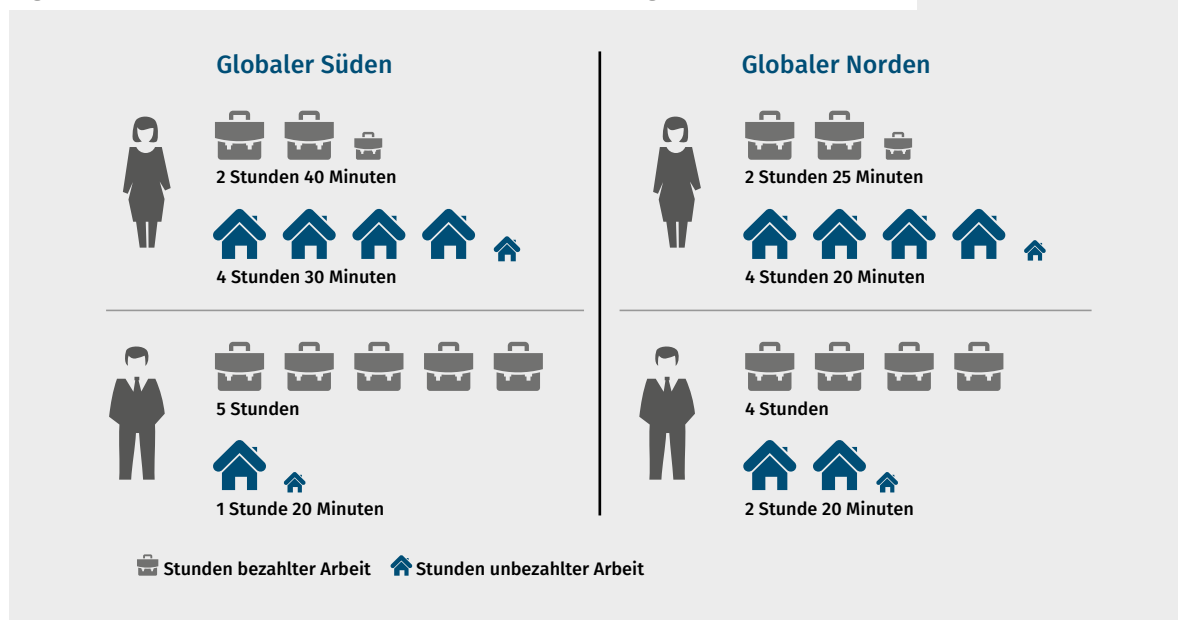 Globaler Süden
2 Stunden 40 Minuten
4 Stunden 30 Minuten
5 Stunden
1 Stunde 20 Minuten
Globaler Norden
2 Stunden 25 Minuten
4 Stunden 20 Minuten
4 Stunden
2 Stunde 20 Minuten
Stunden bezahlter Arbeit
Stunden unbezahlter Arbeit